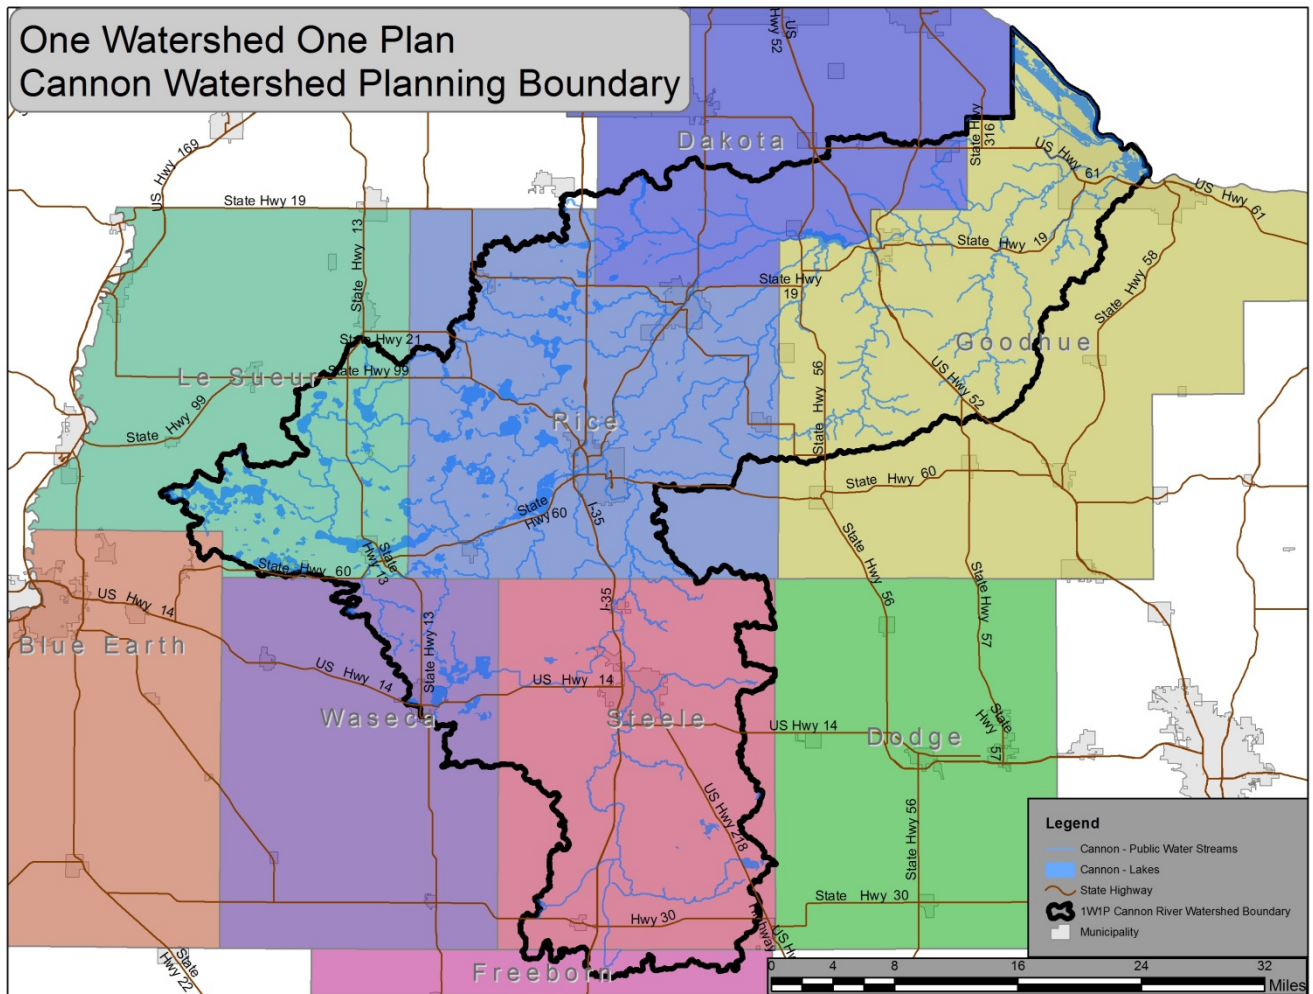 One Watershed One Plan
Cannon Watershed Planning Boundary
US Hwy 52
Dakota
State Hwy 316
US Hwy 61
US Hwy 61
US Hwy 169
State Hwy 19
State Hwy 13
State Hwy 19
State Hwy 58
State Hwy 19
State Hwy 21
Goodhue
Le Sueur
State Hwy 99
State Hwy 56
US Hwy 52
State Hwy 99
Rice
State Hwy 56
State Hwy 60
State Hwy 60
I-35
State Hwy 13
State Hwy 60
State Hwy 56
US Hwy 14
I-35
State Hwy 57
State Hwy 13
Blue Earth
US Hwy 14
US Hwy 14
Waseca
Steele
US Hwy 14
Dodge
State Hwy 57
US Hwy 218
State Hwy 56
State Hwy 30
Hwy 30
Highway
US Hw
State Hwy 22
Freeborn
Legend
Cannon - Public Water Streams
Cannon - Lakes
State Highway
1W1P Cannon River Watershed Boundary
Municipality
0 4 8 16 24 32
Miles